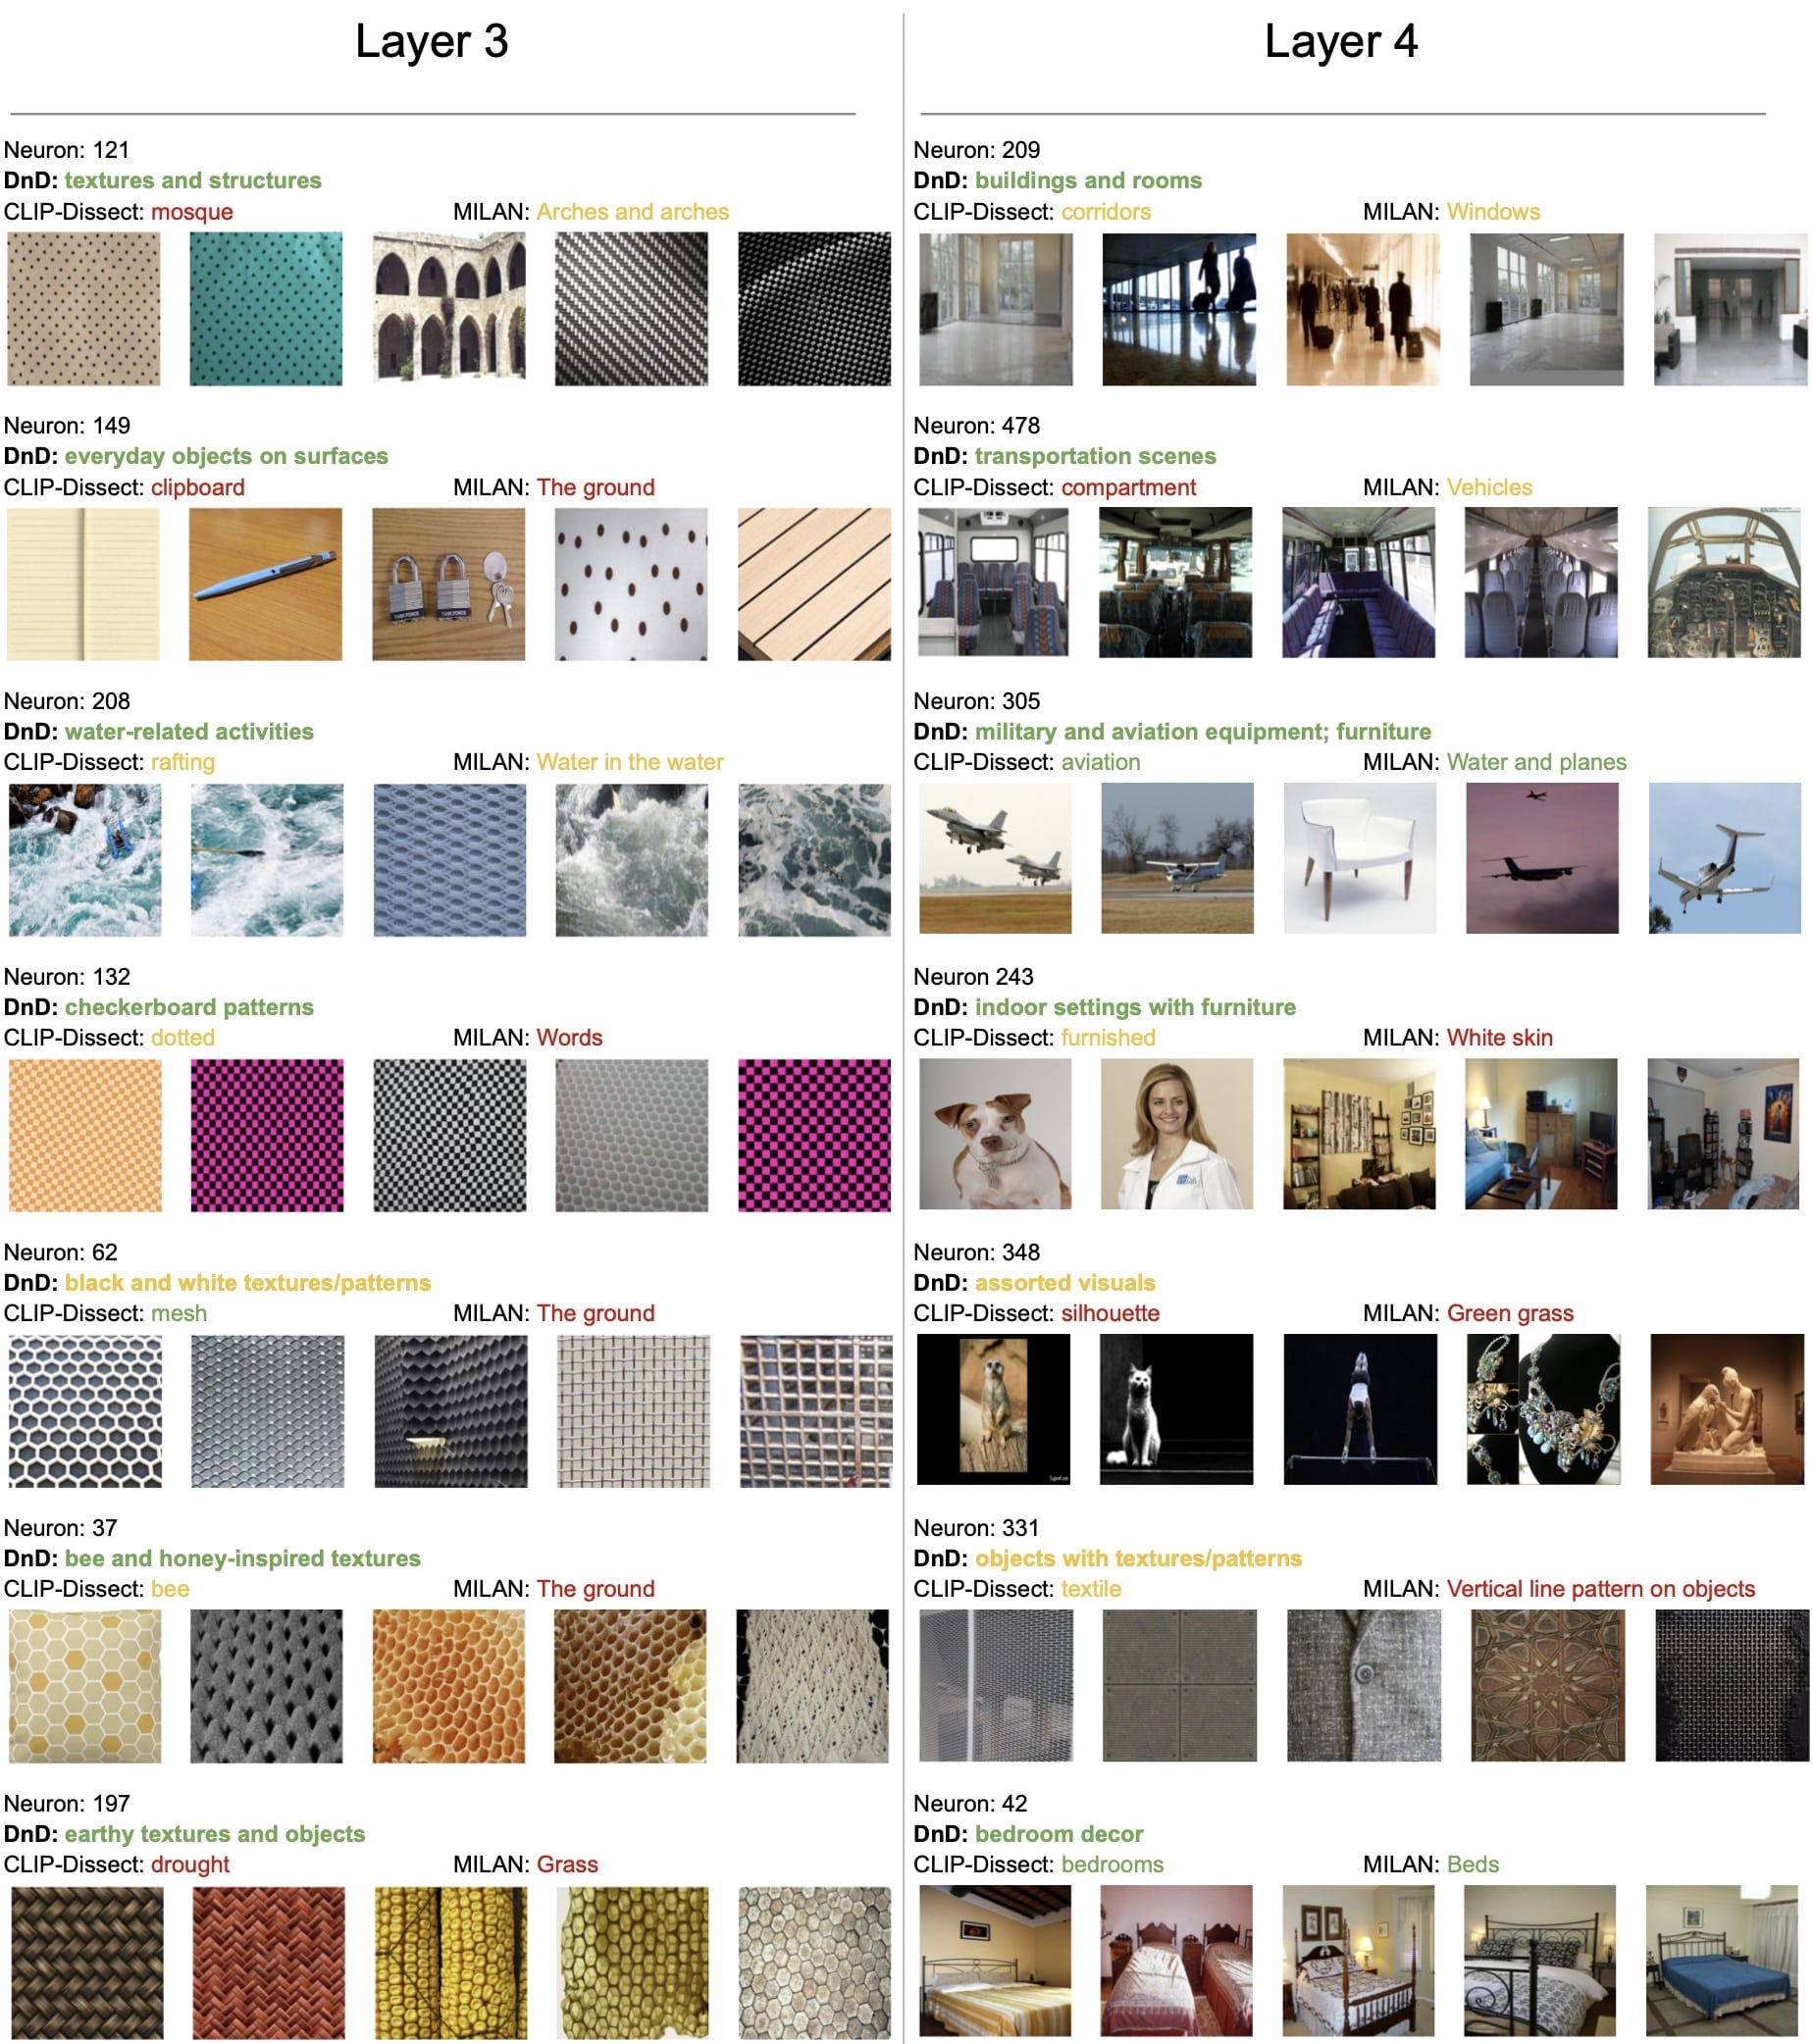 Layer 3
Neuron: 121
DnD: textures and structures
CLIP-Dissect: mosque MILAN: Arches and arches
Neuron: 149
DnD: everyday objects on surfaces
CLIP-Dissect: clipboard MILAN: The ground
Neuron: 208
DnD: water-related activities
CLIP-Dissect: rafting MILAN: Water in the water
Neuron: 132
DnD: checkerboard patterns
CLIP-Dissect: dotted MILAN: Words
Neuron: 62
DnD: black and white textures/patterns
CLIP-Dissect: mesh MILAN: The ground
Neuron: 37
DnD: bee and honey-inspired textures
CLIP-Dissect: bee MILAN: The ground
Neuron: 197
DnD: earthy textures and objects
CLIP-Dissect: drought MILAN: Grass
Layer 4
Neuron: 209
DnD: buildings and rooms
CLIP-Dissect: corridors MILAN: Windows
Neuron: 478
DnD: transportation scenes
CLIP-Dissect: compartment MILAN: Vehicles
Neuron: 305
DnD: military and aviation equipment; furniture
CLIP-Dissect: aviation MILAN: Water and planes
Neuron 243
DnD: indoor settings with furniture
CLIP-Dissect: furnished MILAN: White skin
Neuron: 348
DnD: assorted visuals
CLIP-Dissect: silhouette MILAN: Green grass
Neuron: 331
DnD: objects with textures/patterns
CLIP-Dissect: textile MILAN: Vertical line pattern on objects
Neuron: 42
DnD: bedroom decor
CLIP-Dissect: bedrooms MILAN: Beds